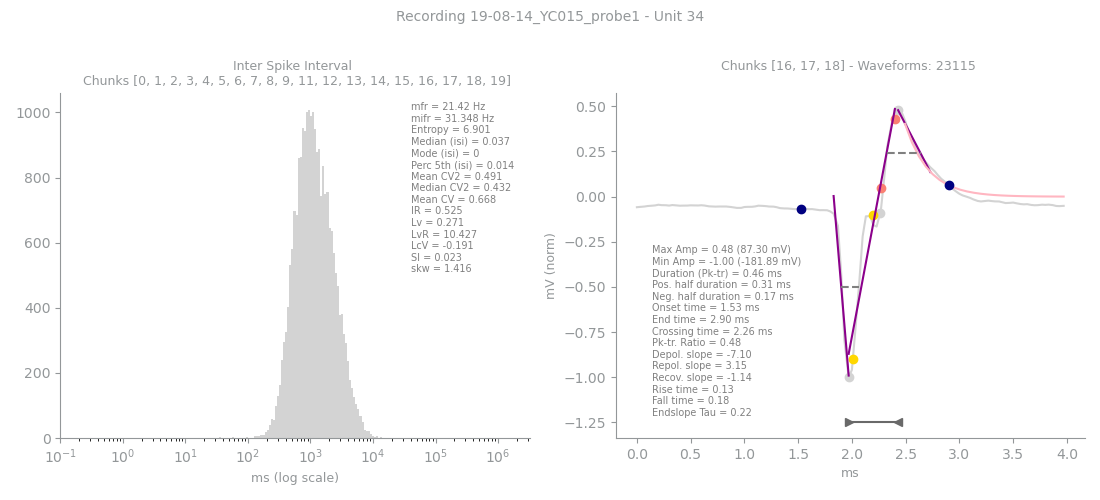 Recording 19-08-14_YC015_probe1 - Unit 34
Inter Spike Interval
Chunks [0, 1, 2, 3, 4, 5, 6, 7, 8, 9, 11, 12, 13, 14, 15, 16, 17, 18, 19]
1000
800
600
400
200
0
mfr = 21.42 Hz
mifr = 31.348 Hz
Entropy = 6.901
Median (isi) = 0.037
Mode (isi) = 0
Perc 5th (isi) = 0.014
Mean CV2 = 0.491
Median CV2 = 0.432
Mean CV = 0.668
IR = 0.525
Lv = 0.271
LvR = 10.427
LcV = -0.191
SI = 0.023
skw = 1.416
10⁻¹ 10⁰ 10¹ 10² 10³ 10⁴ 10⁵ 10⁶
ms (log scale)
Chunks [16, 17, 18] - Waveforms: 23115
mV (norm)
0.50
0.25
0.00
−0.25
−0.50
−0.75
−1.00
−1.25
Max Amp = 0.48 (87.30 mV)
Min Amp = -1.00 (-181.89 mV)
Duration (Pk-tr) = 0.46 ms
Pos. half duration = 0.31 ms
Neg. half duration = 0.17 ms
Onset time = 1.53 ms
End time = 2.90 ms
Crossing time = 2.26 ms
Pk-tr. Ratio = 0.48
Depol. slope = -7.10
Repol. slope = 3.15
Recov. slope = -1.14
Rise time = 0.13
Fall time = 0.18
Endslope Tau = 0.22
0.0 0.5 1.0 1.5 2.0 2.5 3.0 3.5 4.0
ms